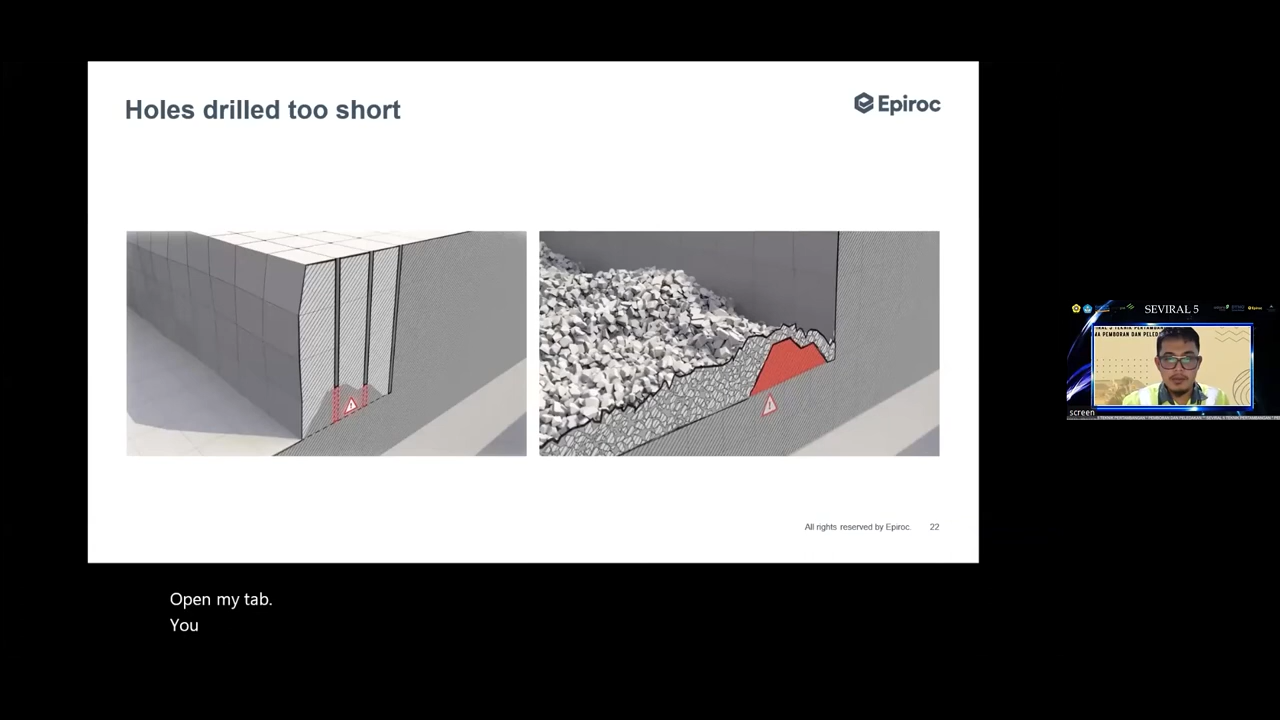 Holes drilled too short
Epiroc
All rights reserved by Epiroc.
22
SEVIRAL 5
screen
Open my tab.
You